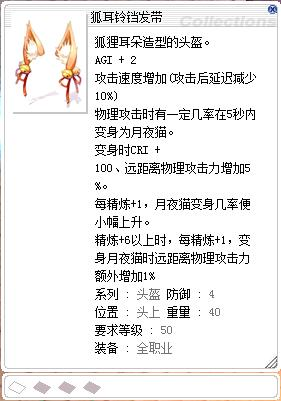 狐耳铃铛发带
Collections
狐狸耳朵造型的头盔。
AGI + 2
攻击速度增加(攻击后延迟减少
10%)
物理攻击时有一定几率在5秒内
变身为月夜猫。
变身时CRI +
100、远距离物理攻击力增加5
%。
每精炼+1，月夜猫变身几率便
小幅上升。
精炼+6以上时，每精炼+1，变
身月夜猫时远距离物理攻击力
额外增加1%
系列 : 头盔 防御 : 4
位置 : 头上 重量 : 40
要求等级 : 50
装备 : 全职业